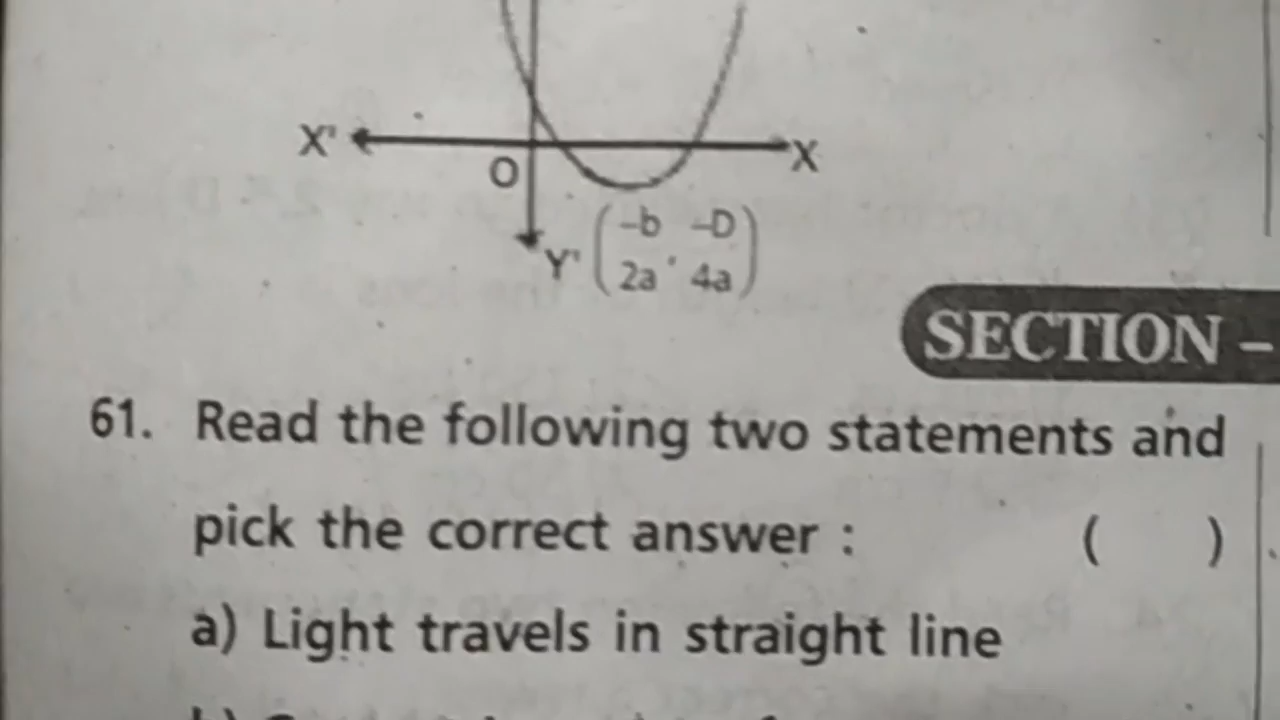 X' X
O
Y' (-b/2a, -D/4a)
SECTION –
61. Read the following two statements and
pick the correct answer : ( )
a) Light travels in straight line